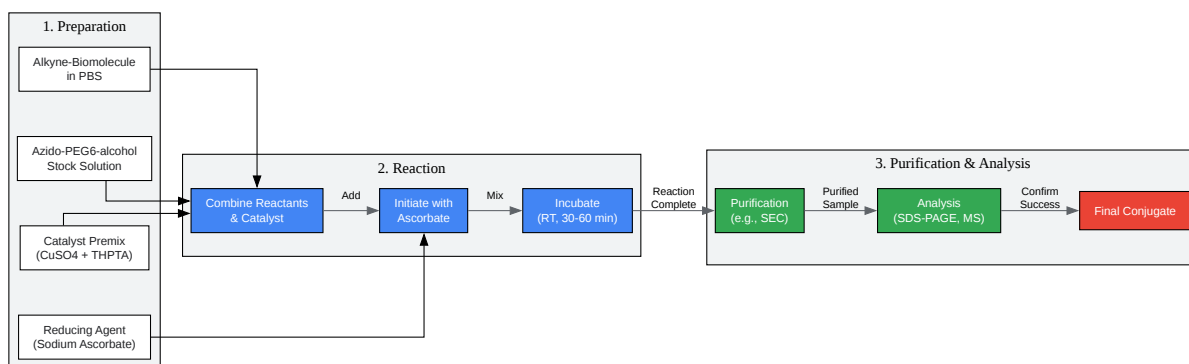 1. Preparation
Alkyne-Biomolecule
in PBS
Azido-PEG6-alcohol
Stock Solution
Catalyst Premix
(CuSO4 + THPTA)
Reducing Agent
(Sodium Ascorbate)
2. Reaction
Combine Reactants
& Catalyst
Add
Initiate with
Ascorbate
Mix
Incubate
(RT, 30-60 min)
Reaction
Complete
3. Purification & Analysis
Purification
(e.g., SEC)
Purified
Sample
Analysis
(SDS-PAGE, MS)
Confirm
Success
Final Conjugate